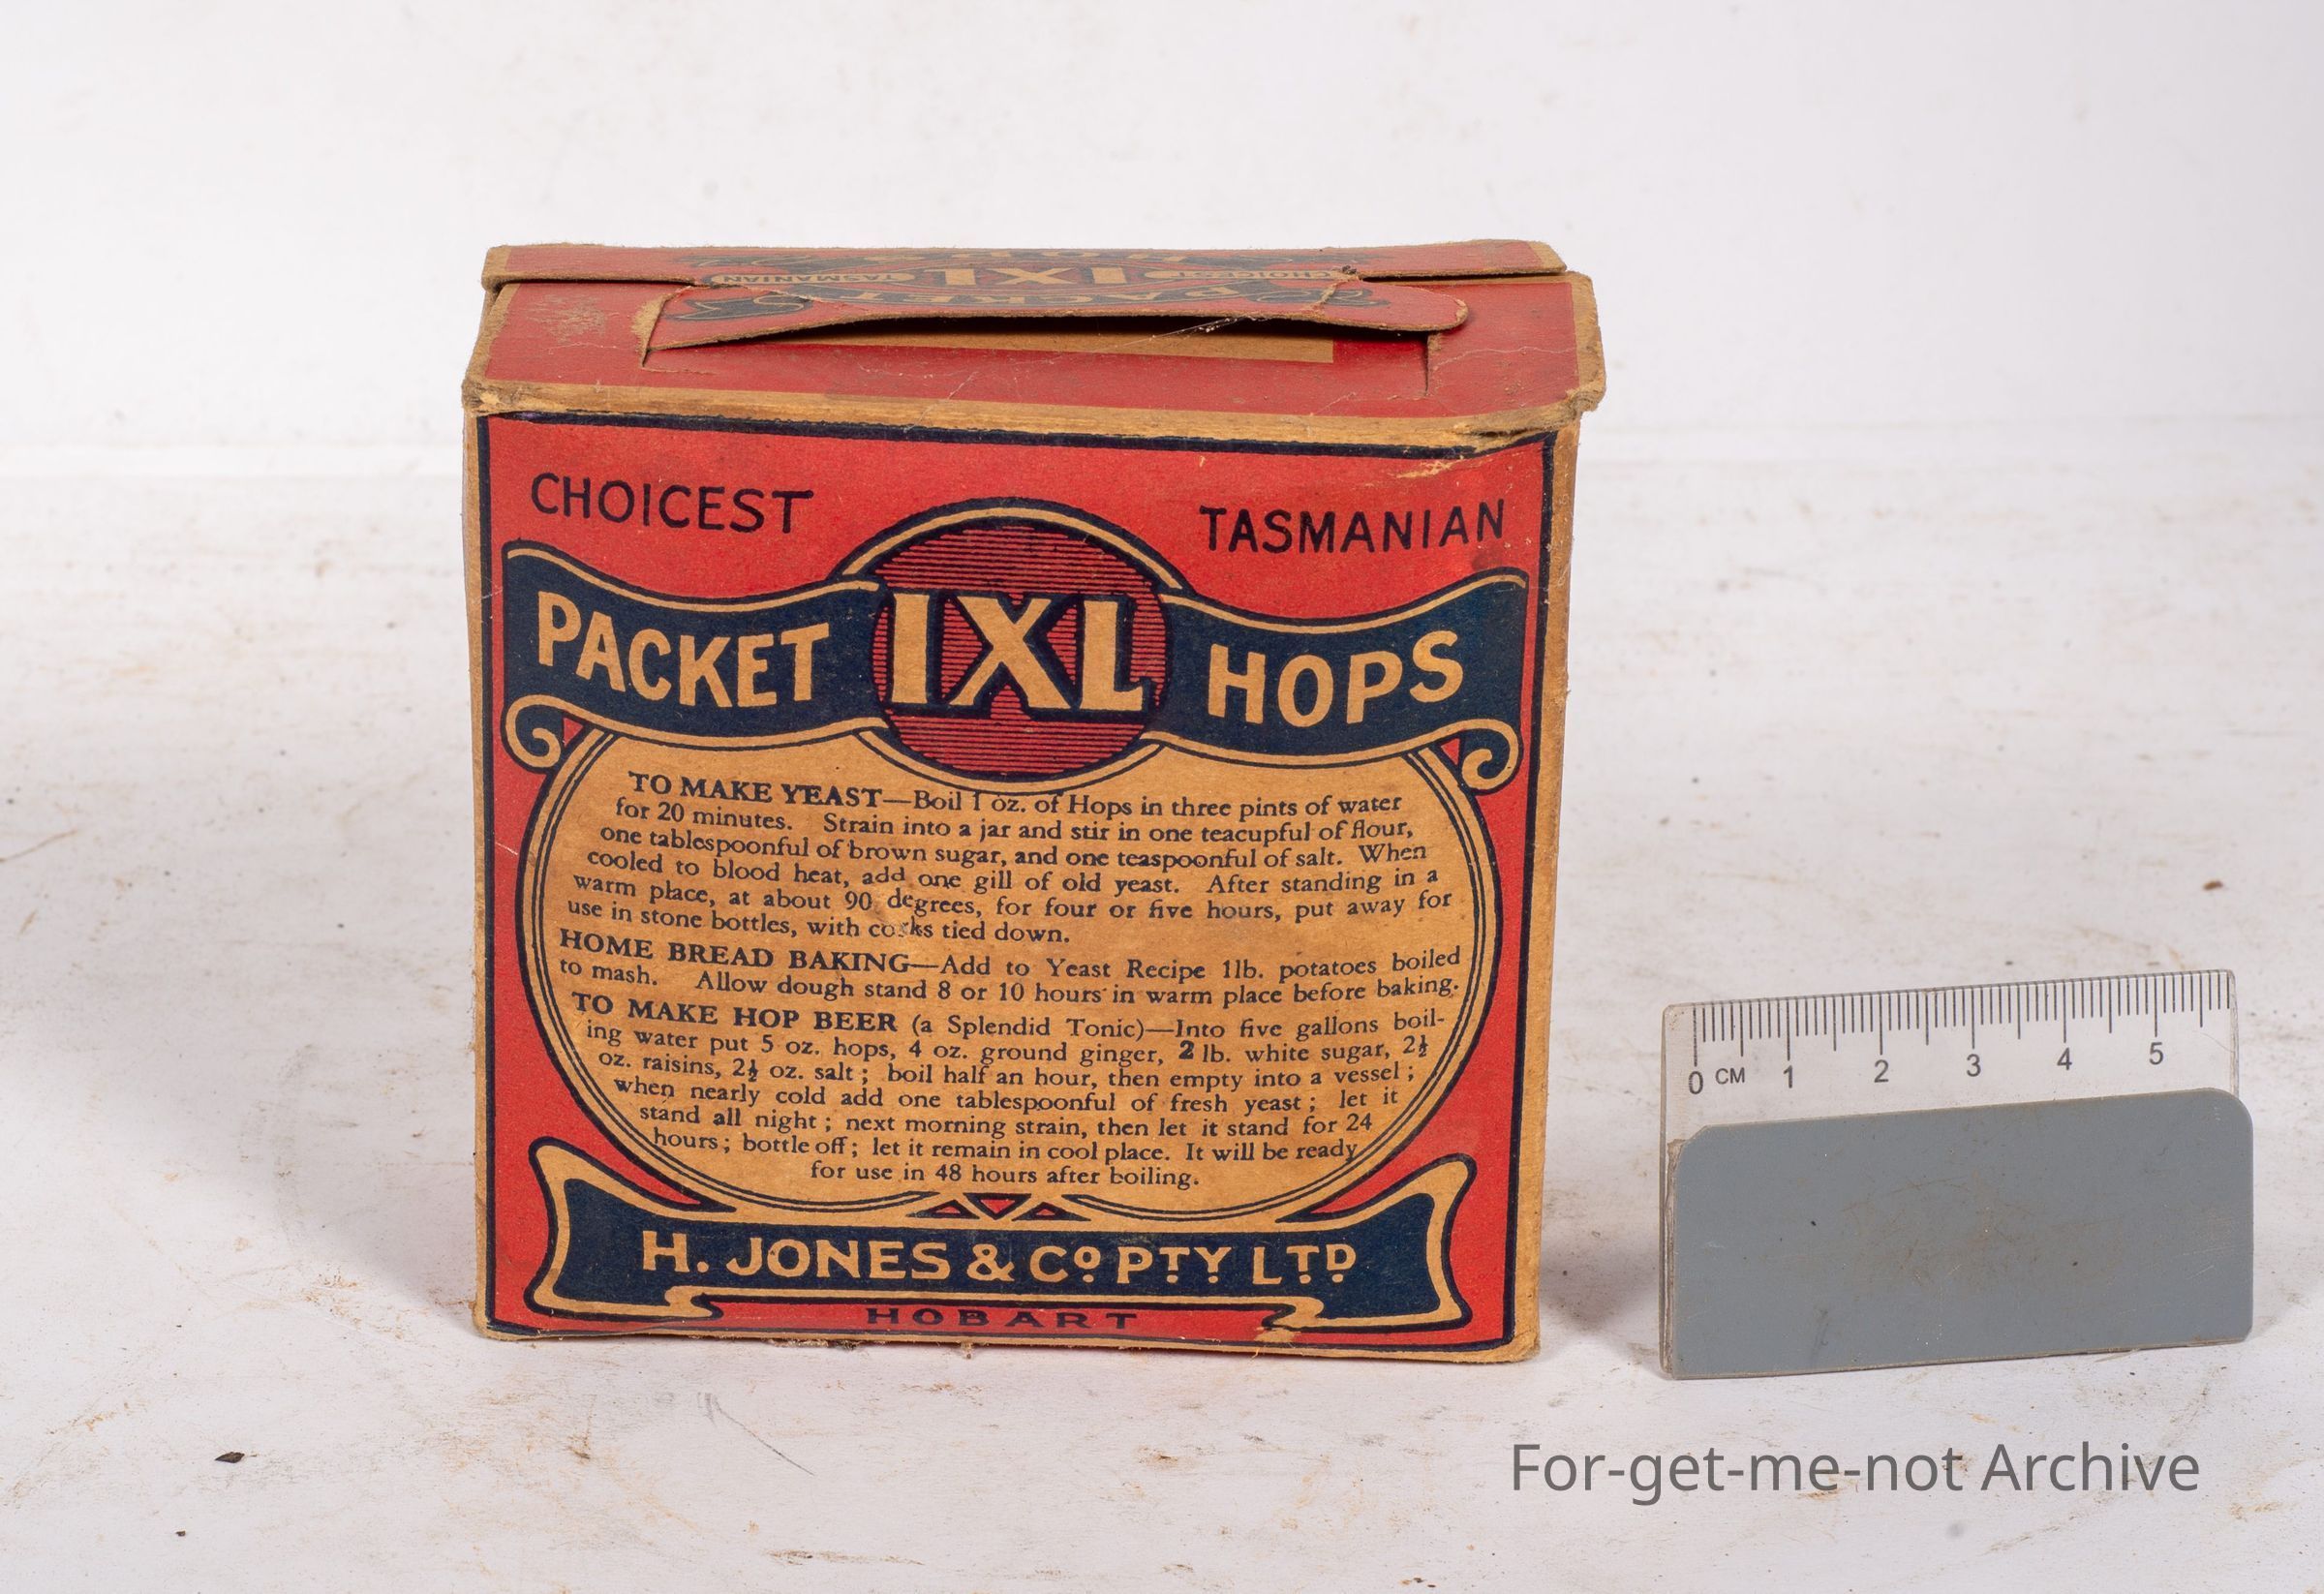 PACKET
CHOICEST IXL TASMANIAN
CHOICEST TASMANIAN
PACKET IXL HOPS
TO MAKE YEAST—Boil 1 oz. of Hops in three pints of water
for 20 minutes. Strain into a jar and stir in one teacupful of flour,
one tablespoonful of brown sugar, and one teaspoonful of salt. When
cooled to blood heat, add one gill of old yeast. After standing in a
warm place, at about 90 degrees, for four or five hours, put away for
use in stone bottles, with corks tied down.
HOME BREAD BAKING—Add to Yeast Recipe 1lb. potatoes boiled
to mash. Allow dough stand 8 or 10 hours in warm place before baking.
TO MAKE HOP BEER (a Splendid Tonic)—Into five gallons boil-
ing water put 5 oz. hops, 4 oz. ground ginger, 2 lb. white sugar, 2½
oz. raisins, 2½ oz. salt; boil half an hour, then empty into a vessel;
when nearly cold add one tablespoonful of fresh yeast; let it
stand all night; next morning strain, then let it stand for 24
hours; bottle off; let it remain in cool place. It will be ready
for use in 48 hours after boiling.
H. JONES & Co PTY LTD
HOBART
0 CM 1 2 3 4 5
For-get-me-not Archive